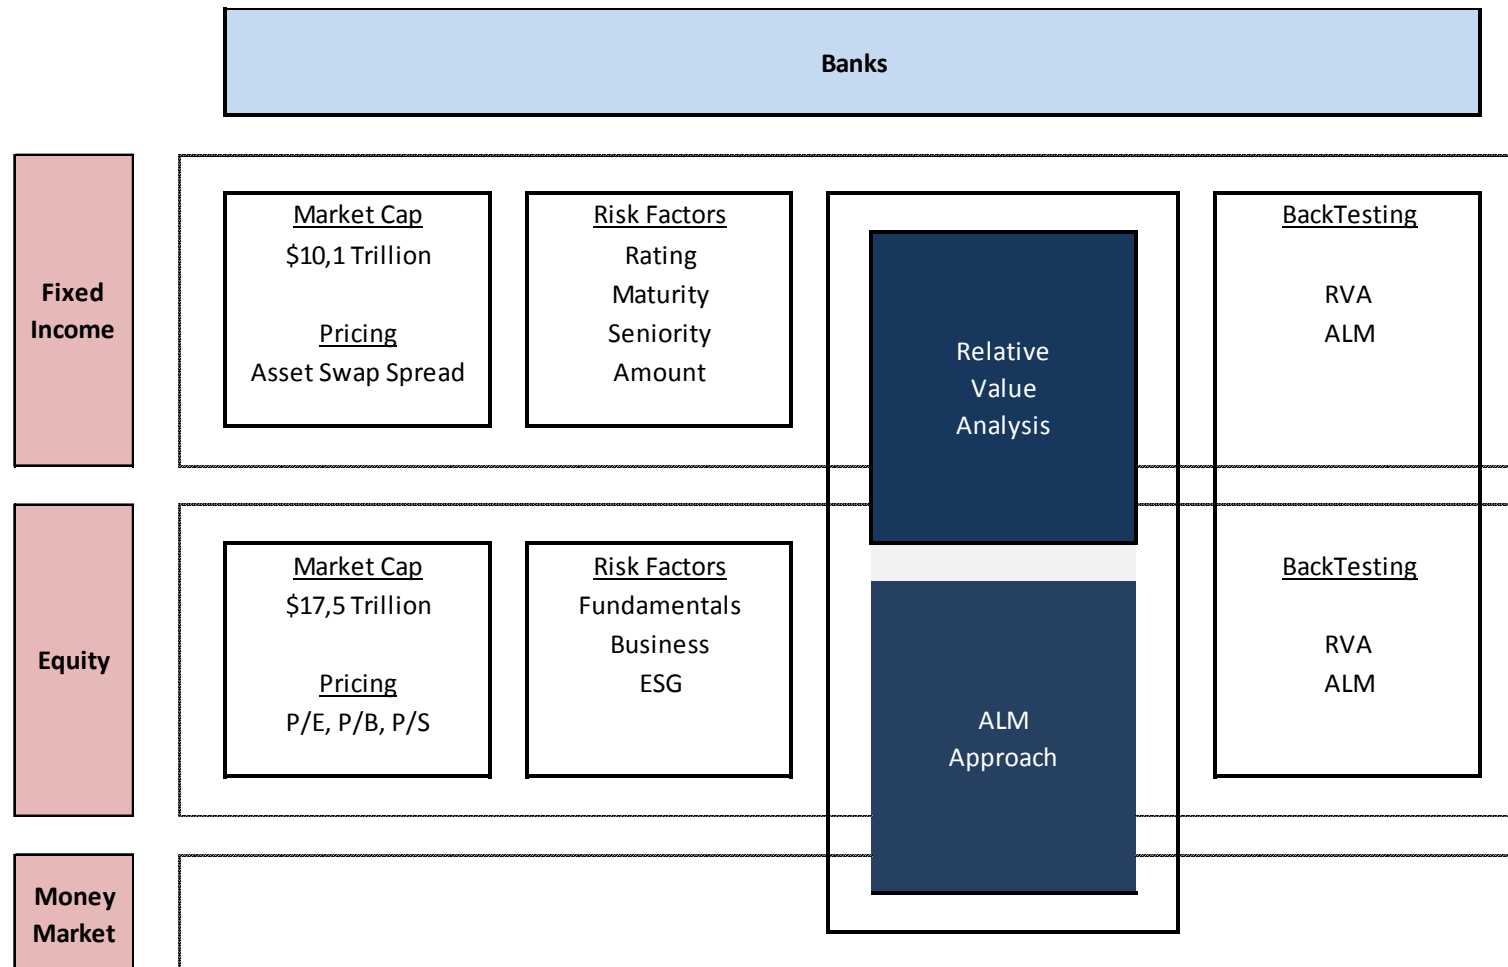 Banks
Fixed
Income
Market Cap
$10,1 Trillion
Pricing
Asset Swap Spread
Risk Factors
Rating
Maturity
Seniority
Amount
Relative
Value
Analysis
BackTesting
RVA
ALM
Equity
Market Cap
$17,5 Trillion
Pricing
P/E, P/B, P/S
Risk Factors
Fundamentals
Business
ESG
ALM
Approach
BackTesting
RVA
ALM
Money
Market